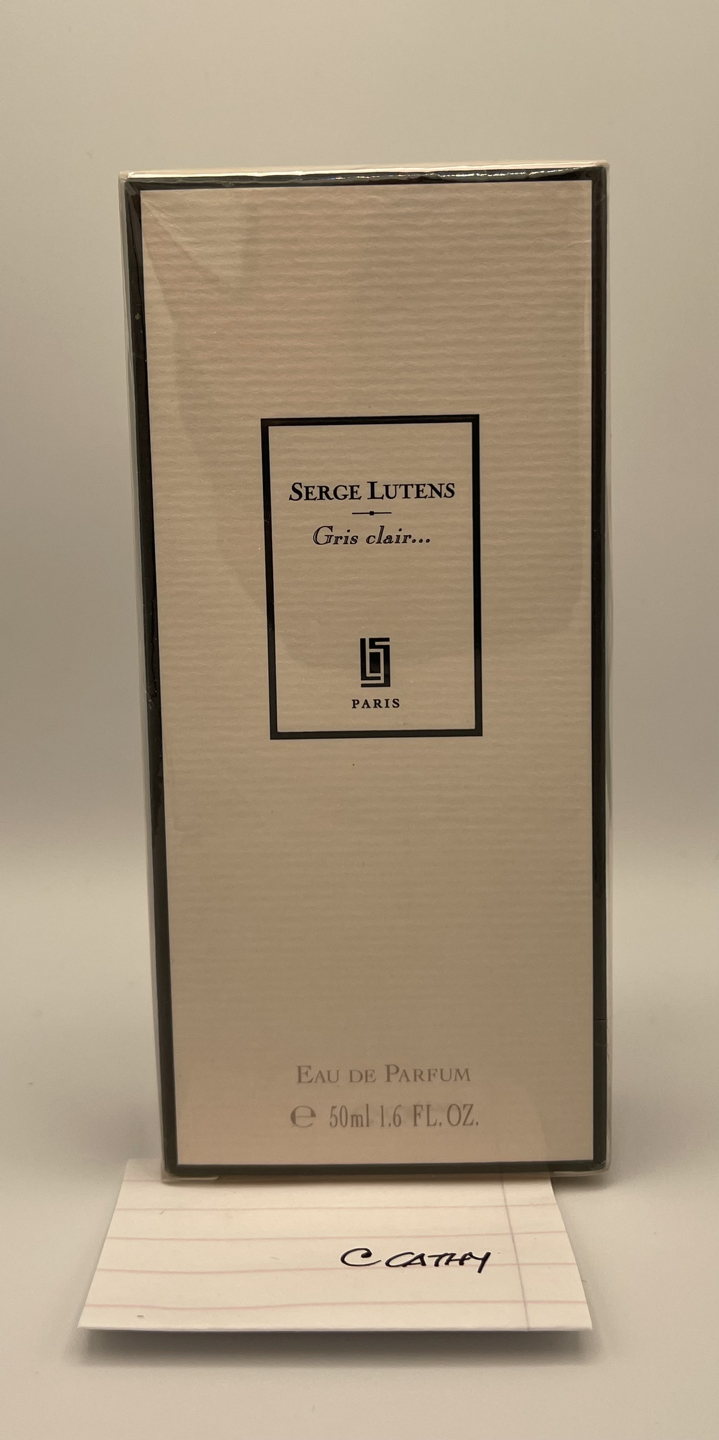 SERGE LUTENS
Gris clair...
PARIS
EAU DE PARFUM
℮ 50ml 1.6 FL.OZ.
C CATHY